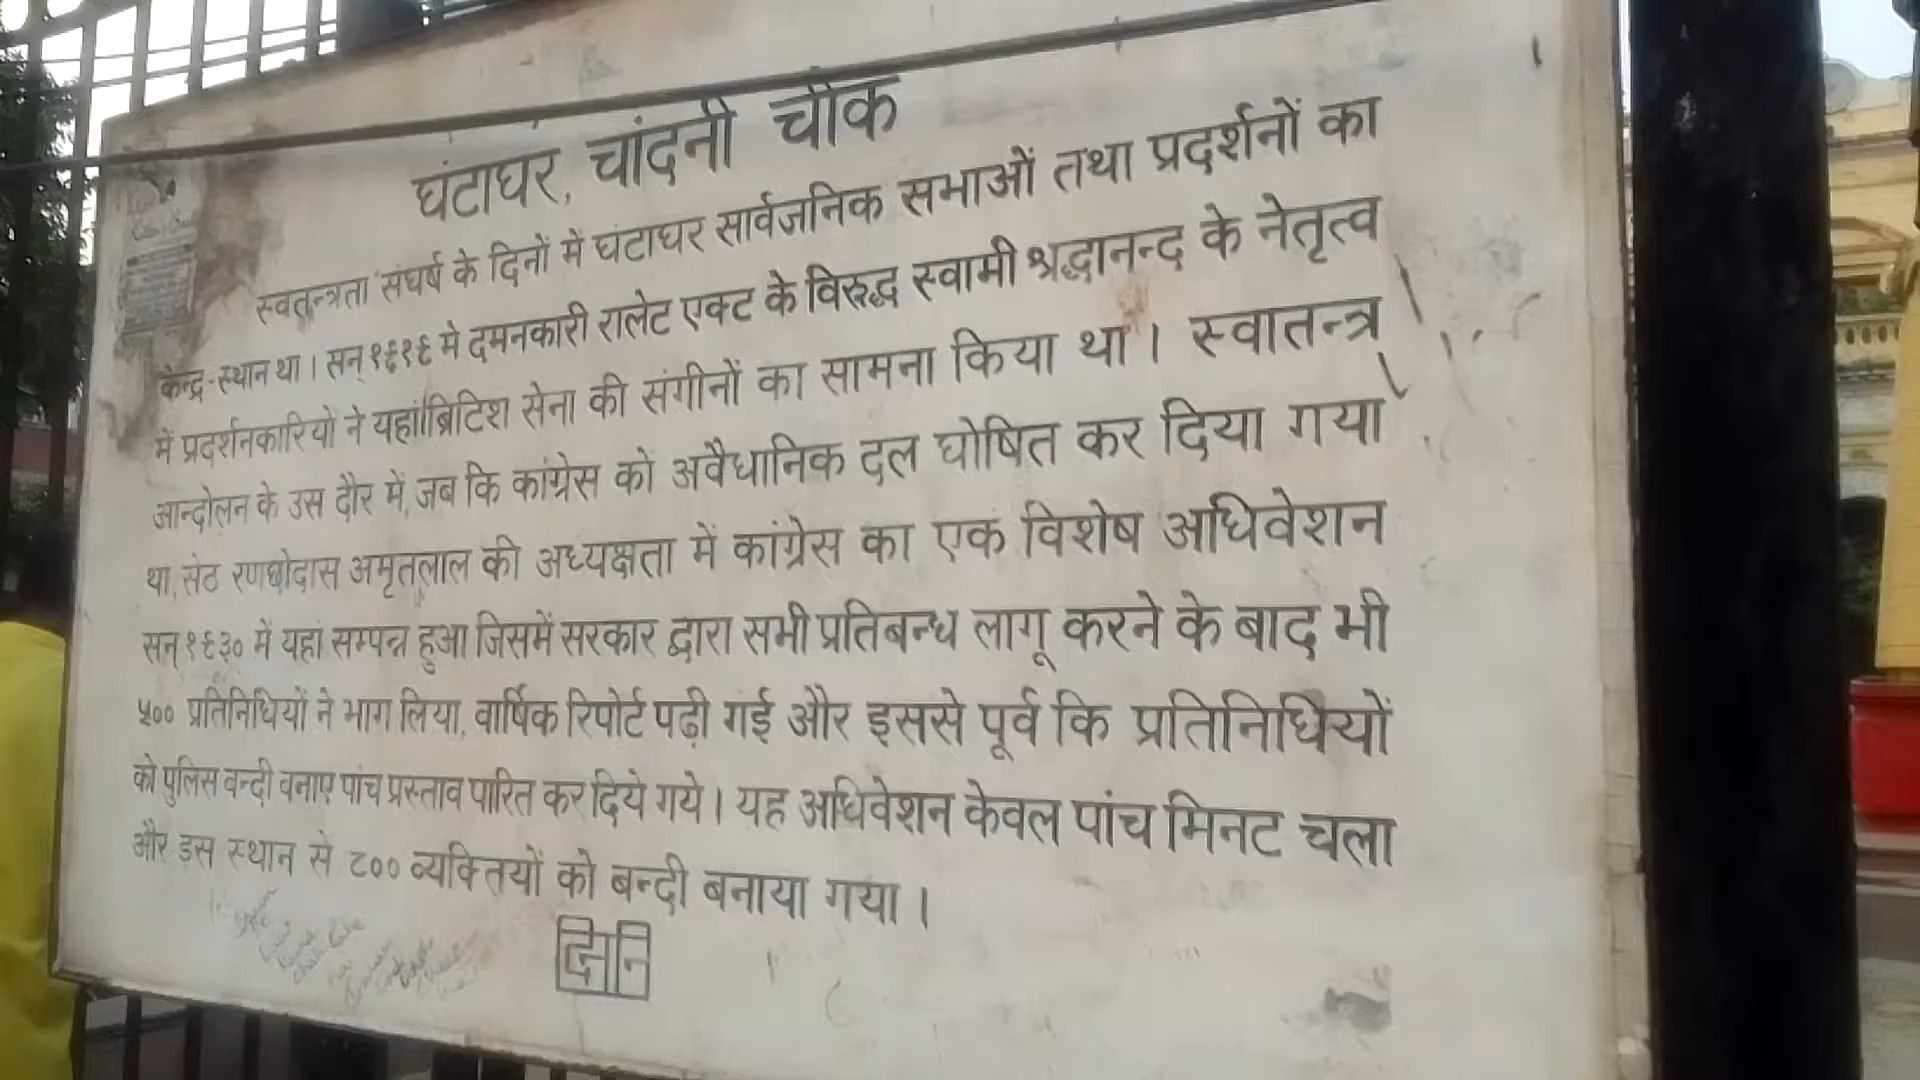 घंटाघर, चांदनी चौक
स्वतन्त्रता संघर्ष के दिनों में घंटाघर सार्वजनिक सभाओं तथा प्रदर्शनों का
केन्द्र-स्थान था। सन् १९१९ मे दमनकारी रालेट एक्ट के विरुद्ध स्वामी श्रद्धानन्द के नेतृत्व
में प्रदर्शनकारियों ने यहां ब्रिटिश सेना की संगीनों का सामना किया था। स्वातन्त्र
आन्दोलन के उस दौर में, जब कि कांग्रेस को अवैधानिक दल घोषित कर दिया गया
था, सेठ रणछोदास अमृतलाल की अध्यक्षता में कांग्रेस का एक विशेष अधिवेशन
सन् १९३० में यहां सम्पन्न हुआ जिसमें सरकार द्वारा सभी प्रतिबन्ध लागू करने के बाद भी
५०० प्रतिनिधियों ने भाग लिया, वार्षिक रिपोर्ट पढ़ी गई और इससे पूर्व कि प्रतिनिधियों
को पुलिस बन्दी बनाए पांच प्रस्ताव पारित कर दिये गये। यह अधिवेशन केवल पांच मिनट चला
और इस स्थान से ८०० व्यक्तियों को बन्दी बनाया गया।
दिननि